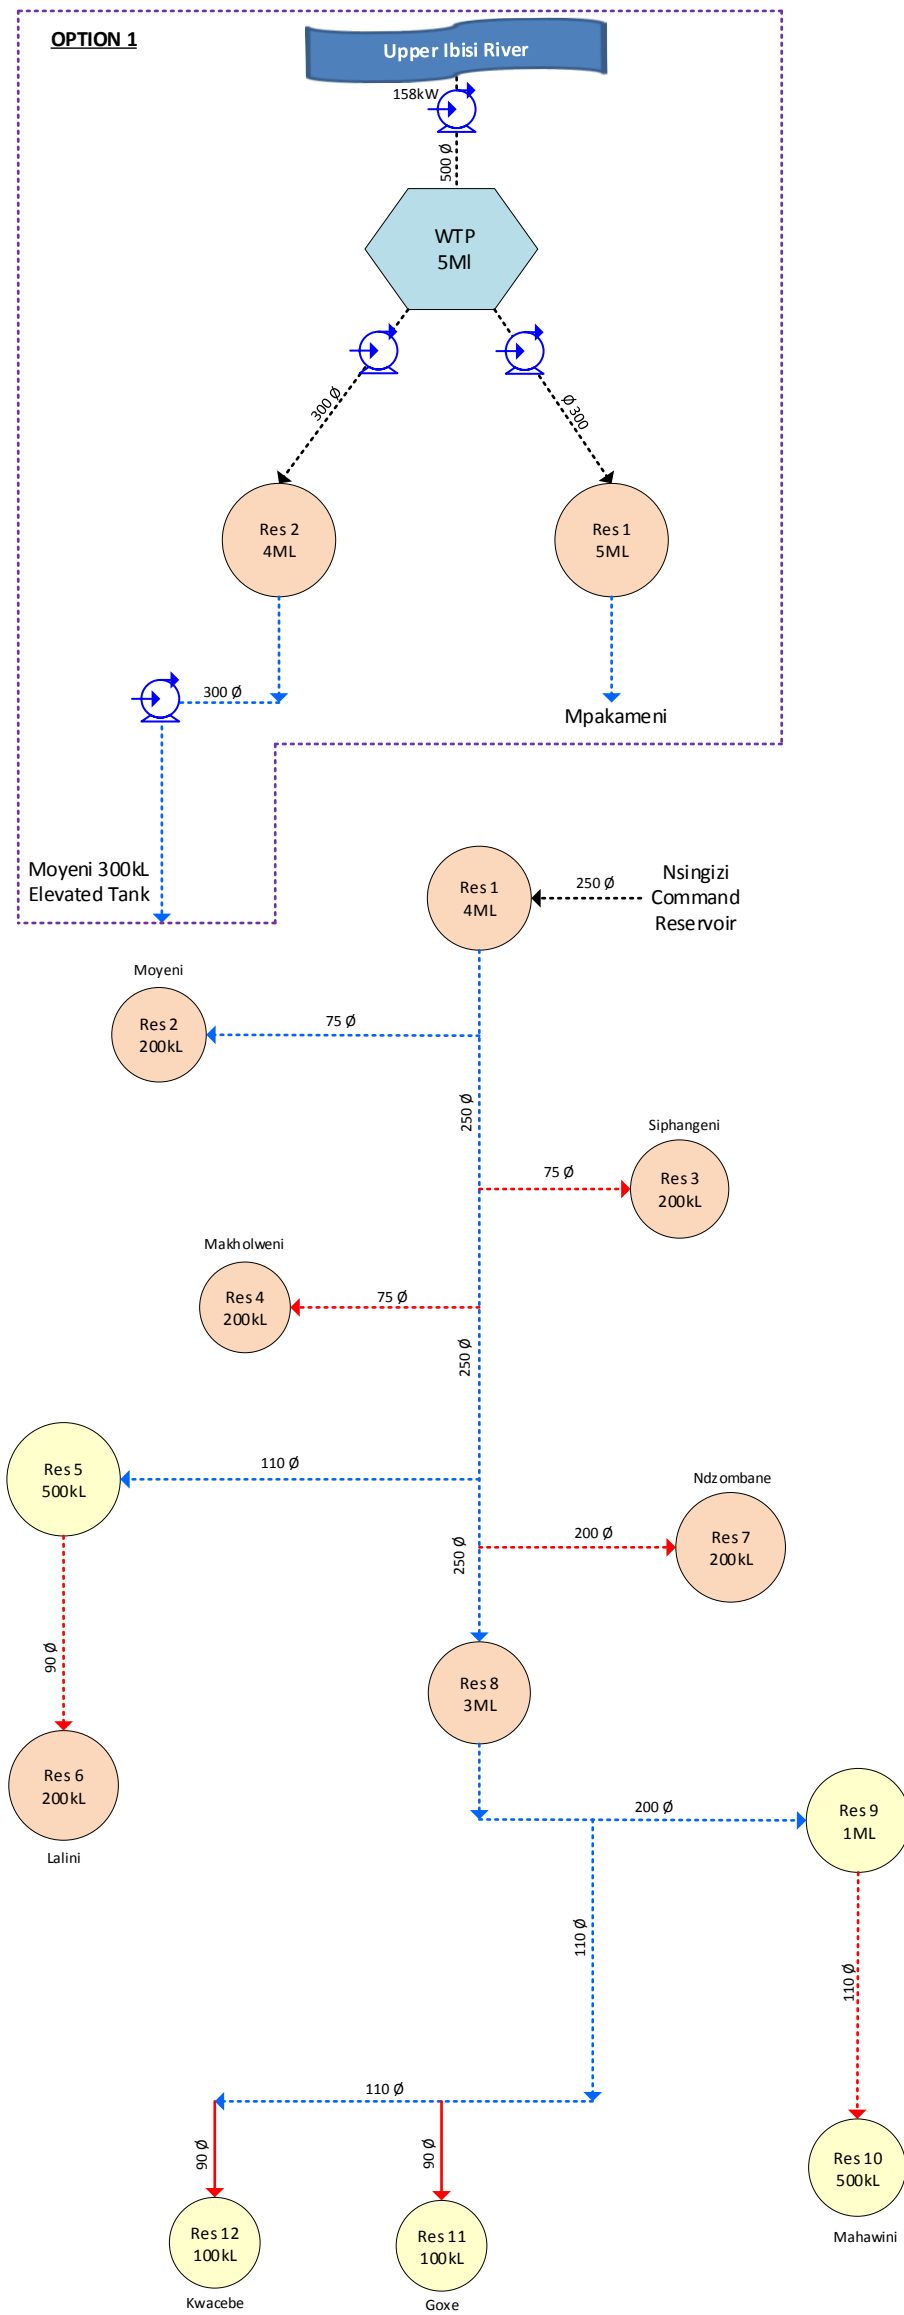 OPTION 1
Upper Ibisi River
158kW
500 Ø
WTP
5Ml
300 Ø
Ø 300
Res 2
4ML
Res 1
5ML
300 Ø
Mpakameni
Moyeni 300kL
Elevated Tank
Res 1
4ML
250 Ø
Nsingizi
Command
Reservoir
Moyeni
Res 2
200kL
75 Ø
250 Ø
Siphangeni
75 Ø
Res 3
200kL
Makholweni
Res 4
200kL
75 Ø
250 Ø
Res 5
500kL
110 Ø
Ndzombane
200 Ø
Res 7
200kL
250 Ø
90 Ø
Res 8
3ML
Res 6
200kL
Lalini
200 Ø
Res 9
1ML
110 Ø
110 Ø
110 Ø
90 Ø
90 Ø
Res 10
500kL
Mahawini
Res 12
100kL
Kwacebe
Res 11
100kL
Goxe